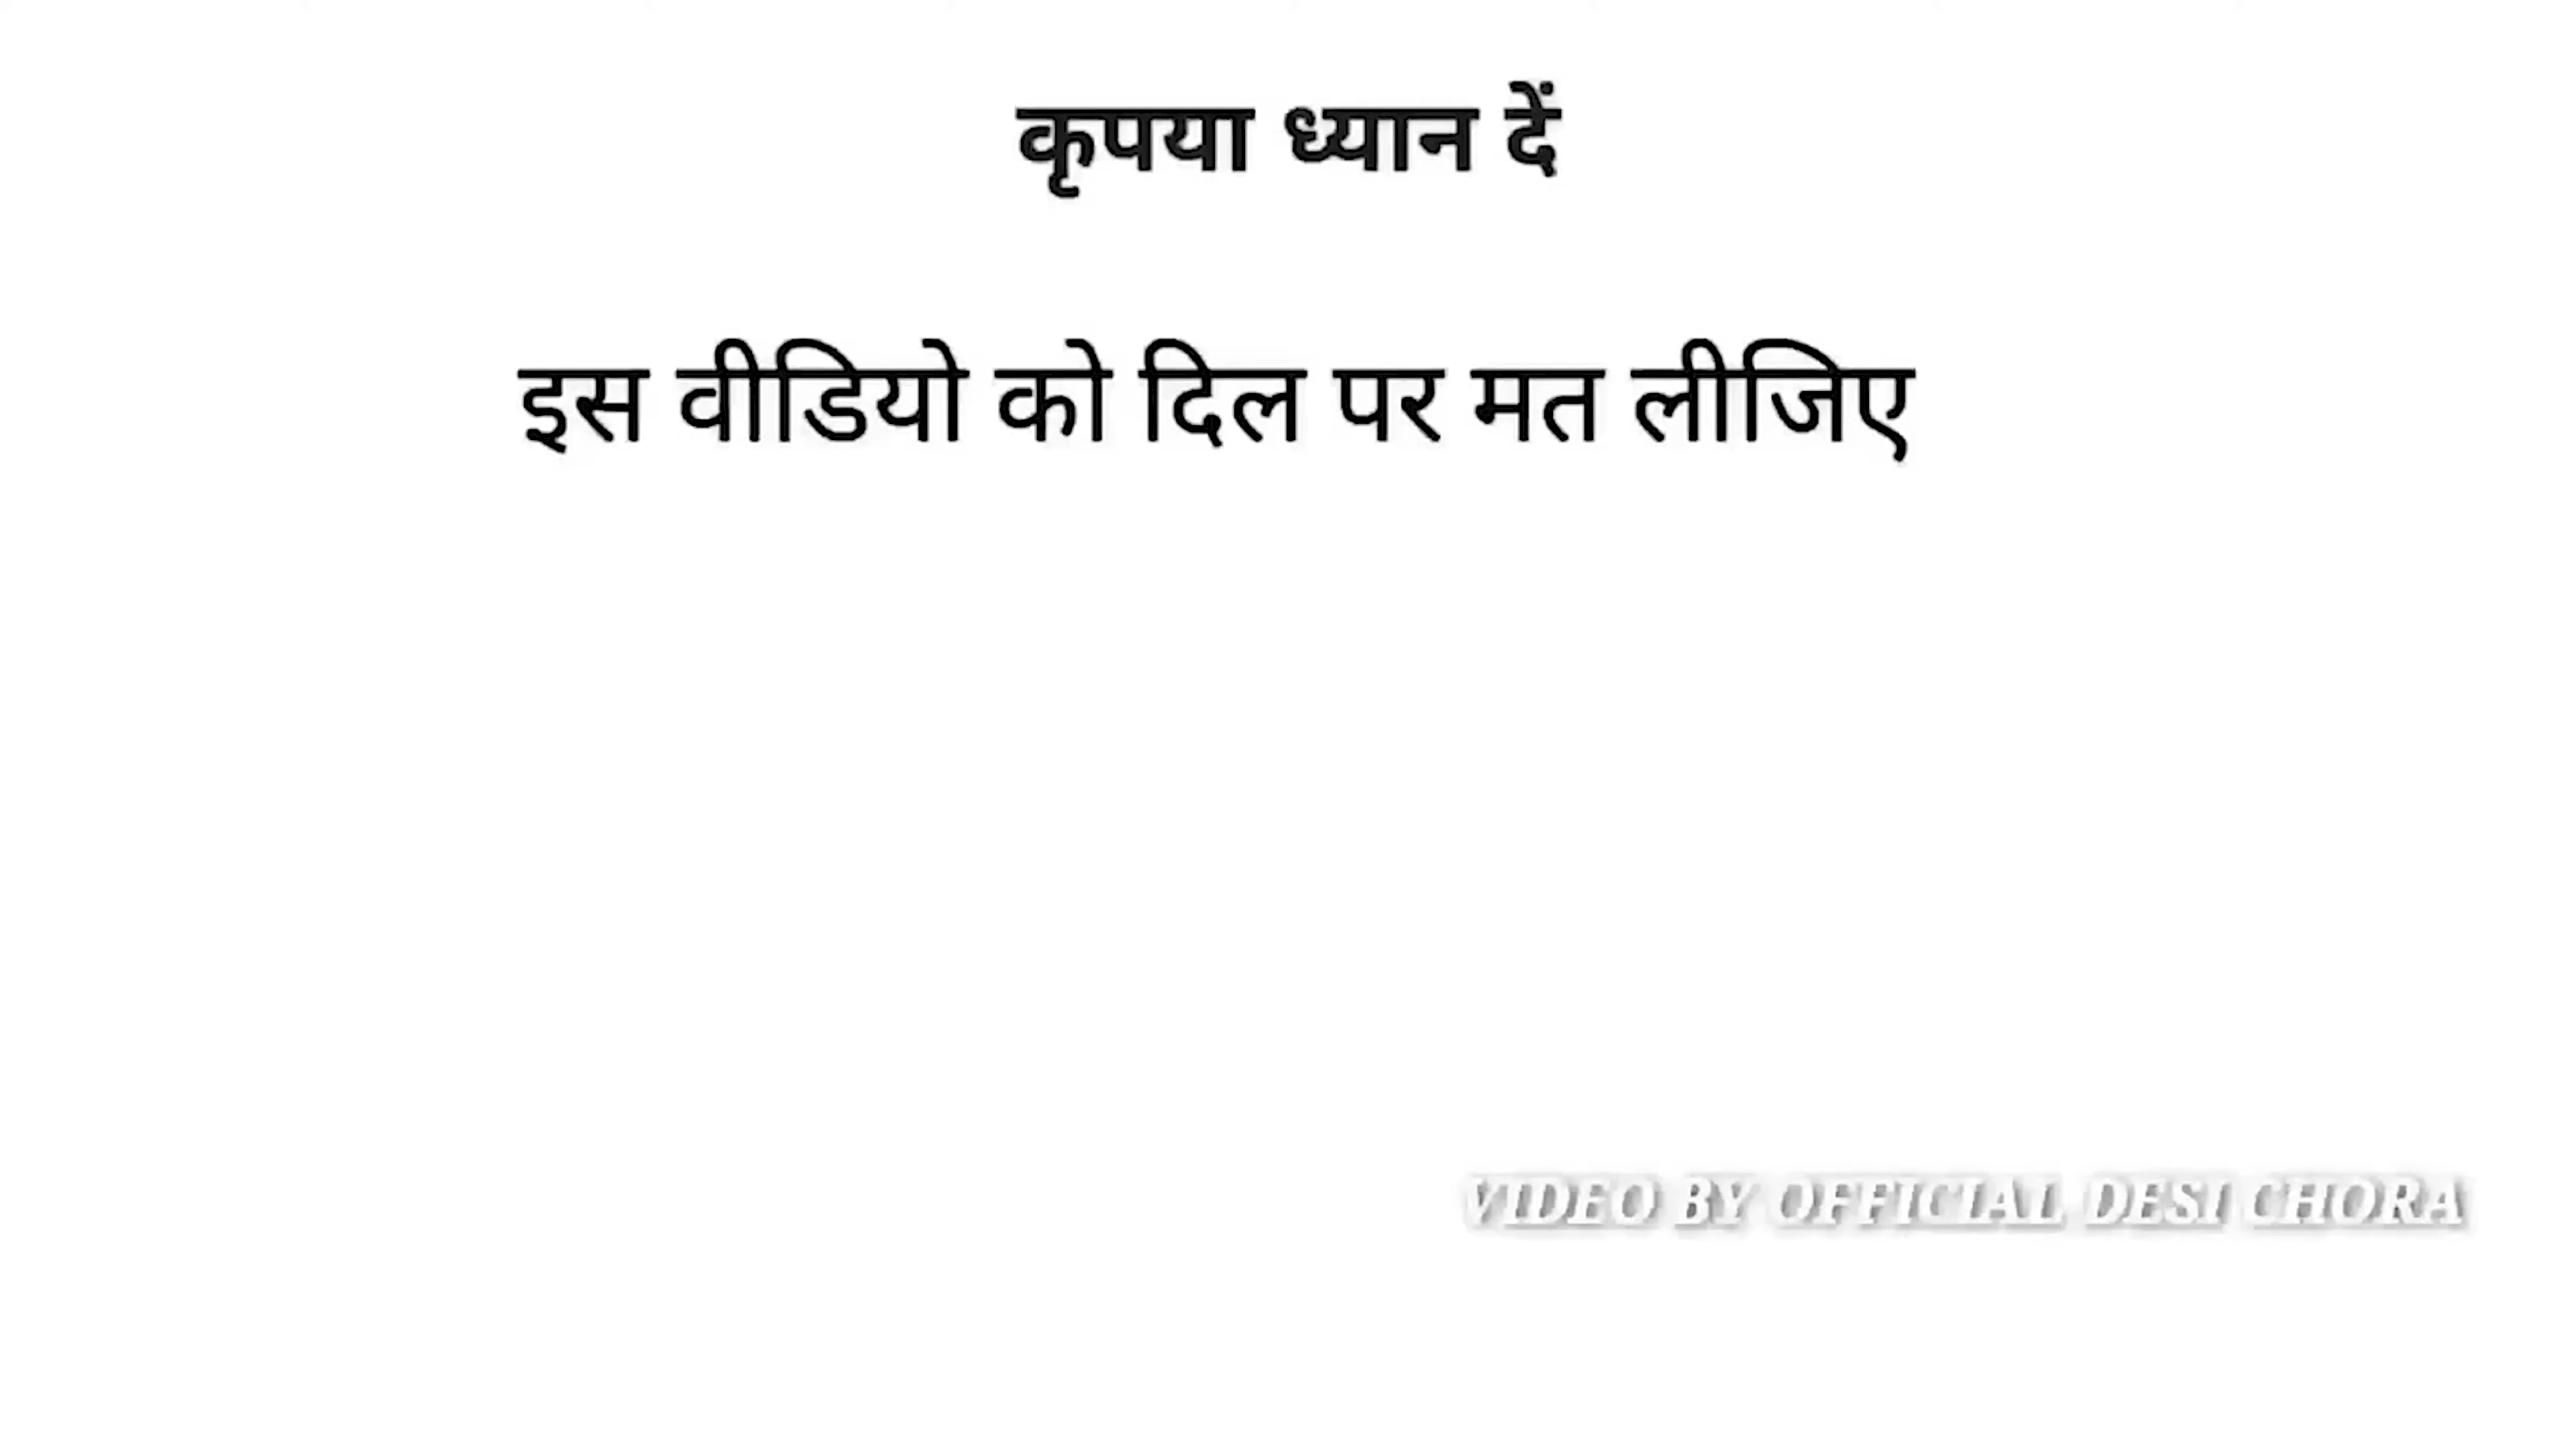 कृपया ध्यान दें
इस वीडियो को दिल पर मत लीजिए
VIDEO BY OFFICIAL DESI CHORA